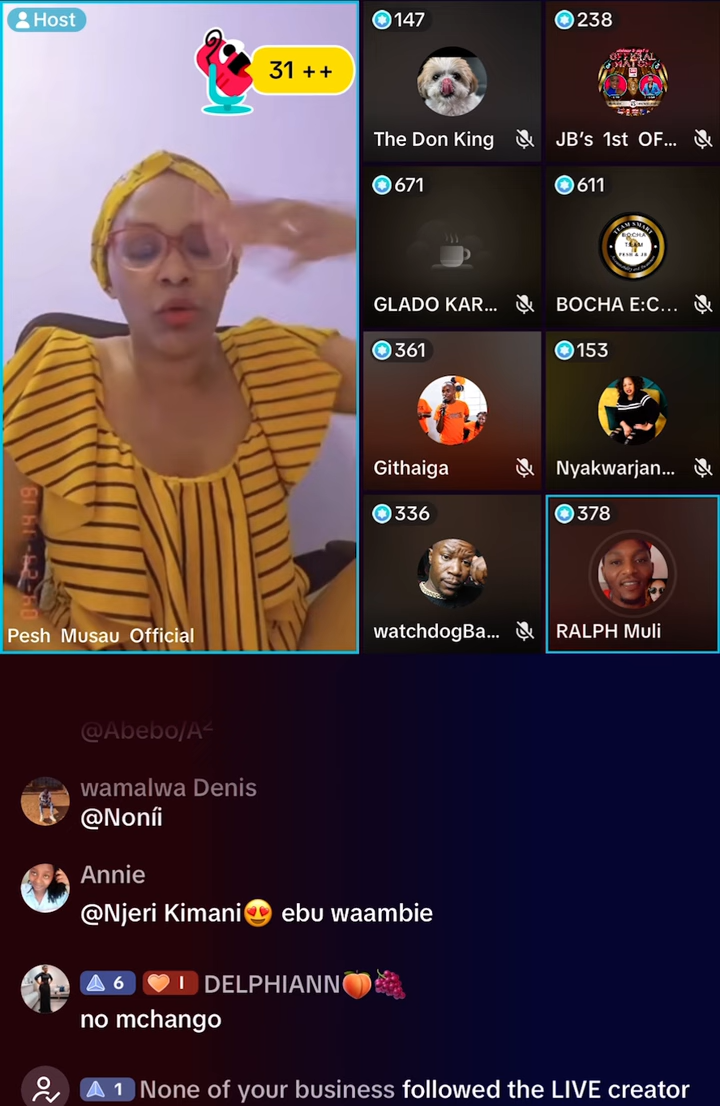 Host
31 ++
Pesh Musau Official
147
The Don King
238
JB's 1st OF...
671
GLADO KAR...
611
BOCHA E:C...
361
Githaiga
153
Nyakwarjan...
336
watchdogBa...
378
RALPH Muli
@Abebo/A²
wamalwa Denis
@Noníi
Annie
@Njeri Kimani😍 ebu waambie
6 I DELPHIANN🍑🍇
no mchango
1 None of your business followed the LIVE creator